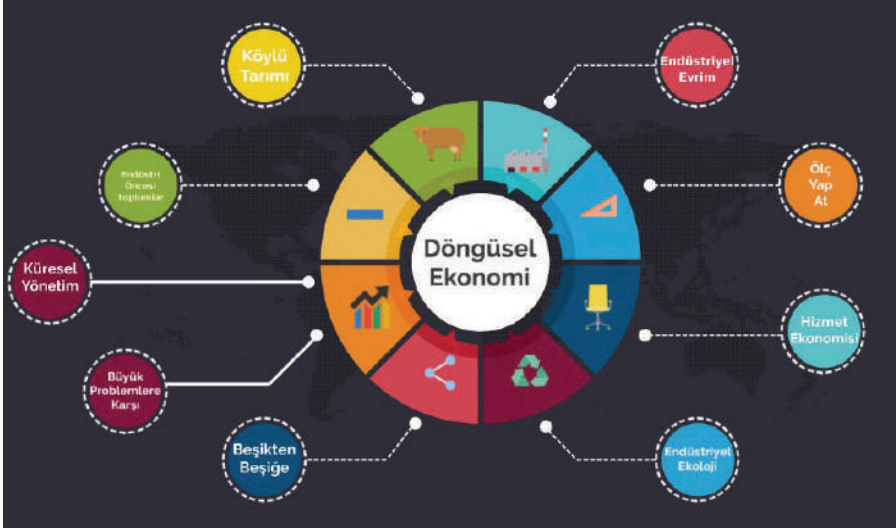 Köylü
Tarımı
Endüstriyel
Evrim
Endüstri
Öncesi
Toplumlar
Ölç
Yap
At
Döngüsel
Ekonomi
Küresel
Yönetim
Hizmet
Ekonomisi
Büyük
Problemlere
Karşı
Beşikten
Beşiğe
Endüstriyel
Ekoloji